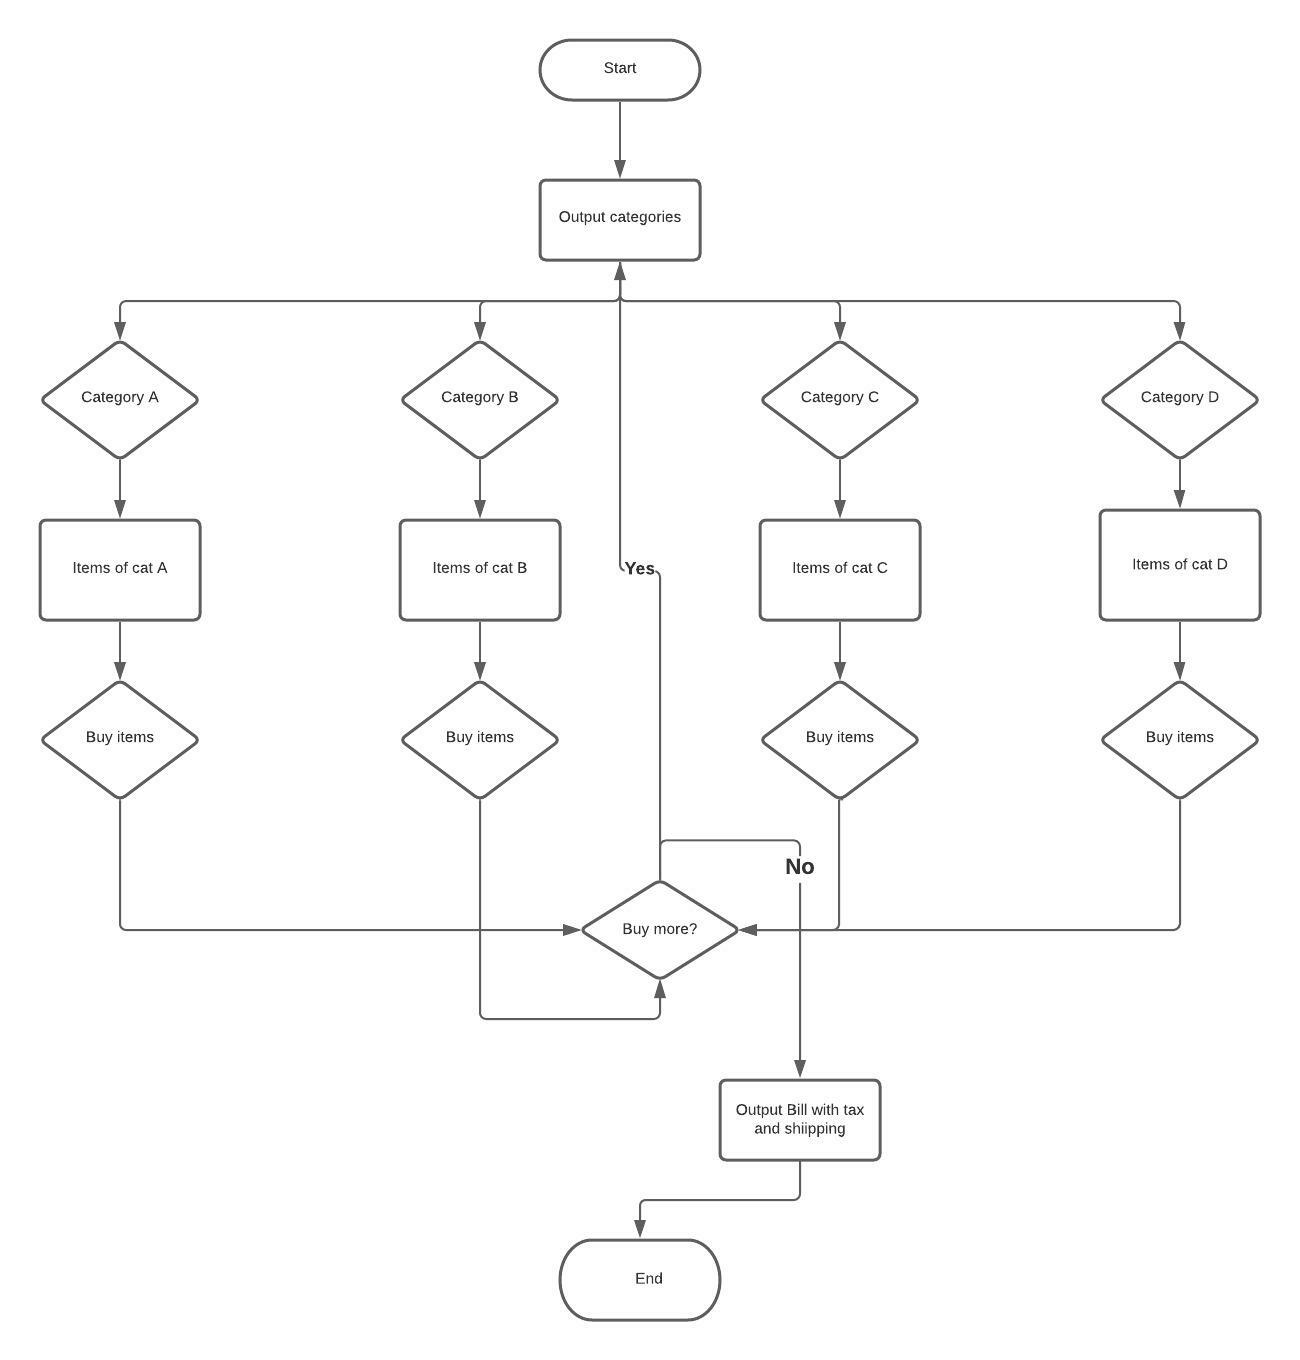 Start
Output categories
Category A
Category B
Category C
Category D
Items of cat A
Items of cat B
Yes
Items of cat C
Items of cat D
Buy items
Buy items
Buy items
Buy items
No
Buy more?
Output Bill with tax
and shiipping
End